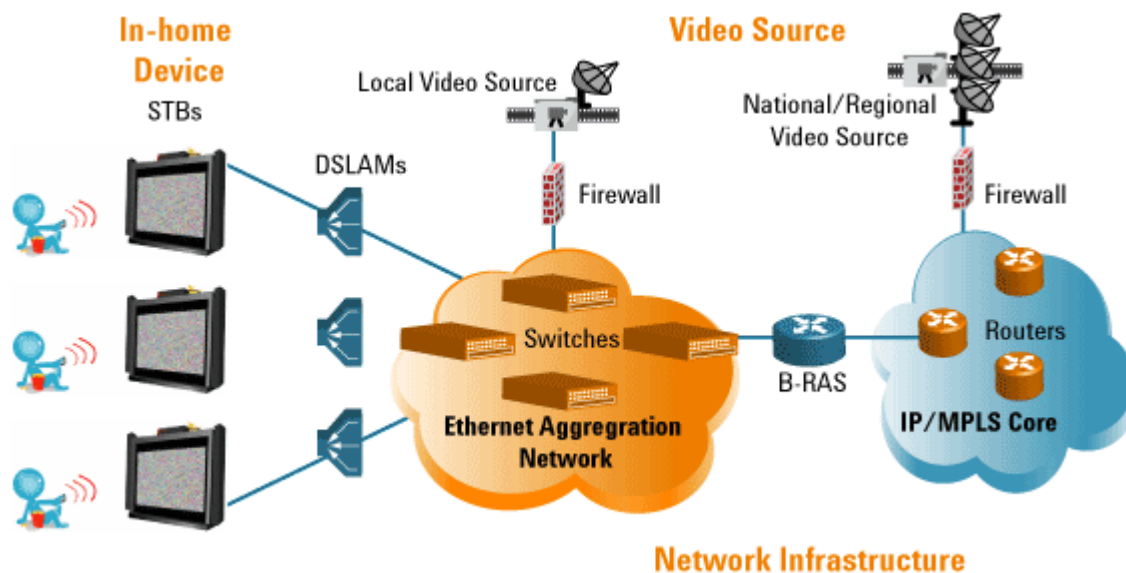 In-home
Device
STBs
DSLAMs
Local Video Source
Firewall
Video Source
National/Regional
Video Source
Firewall
Switches
Ethernet Aggregration
Network
B-RAS
Routers
IP/MPLS Core
Network Infrastructure